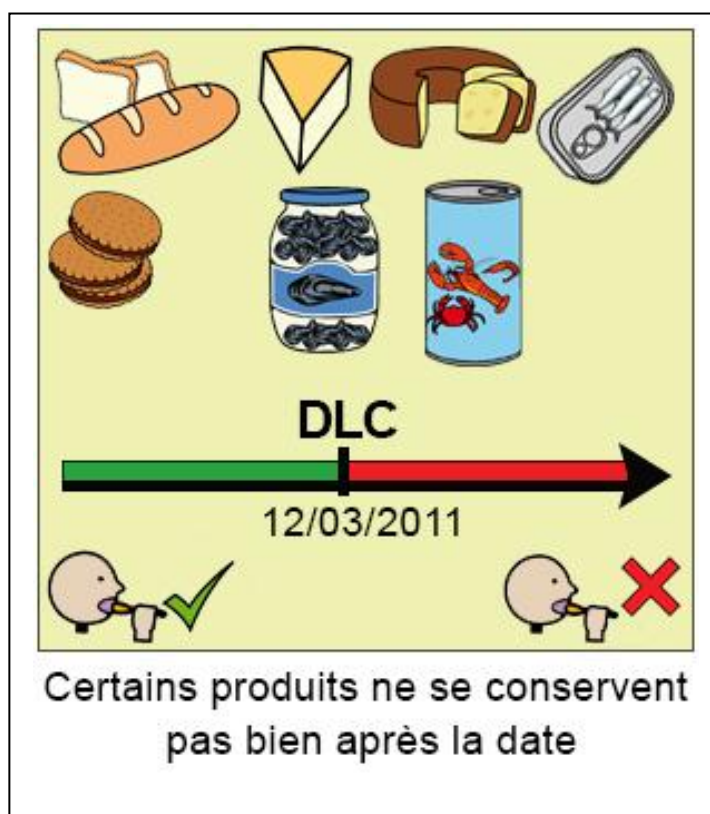 DLC
12/03/2011
Certains produits ne se conservent
pas bien après la date